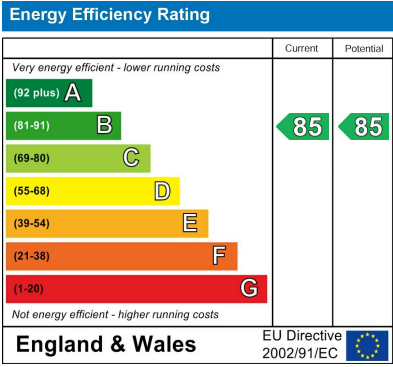 Energy Efficiency Rating
Current Potential
Very energy efficient - lower running costs
(92 plus) A
(81-91) B 85 85
(69-80) C
(55-68) D
(39-54) E
(21-38) F
(1-20) G
Not energy efficient - higher running costs
England & Wales
EU Directive
2002/91/EC